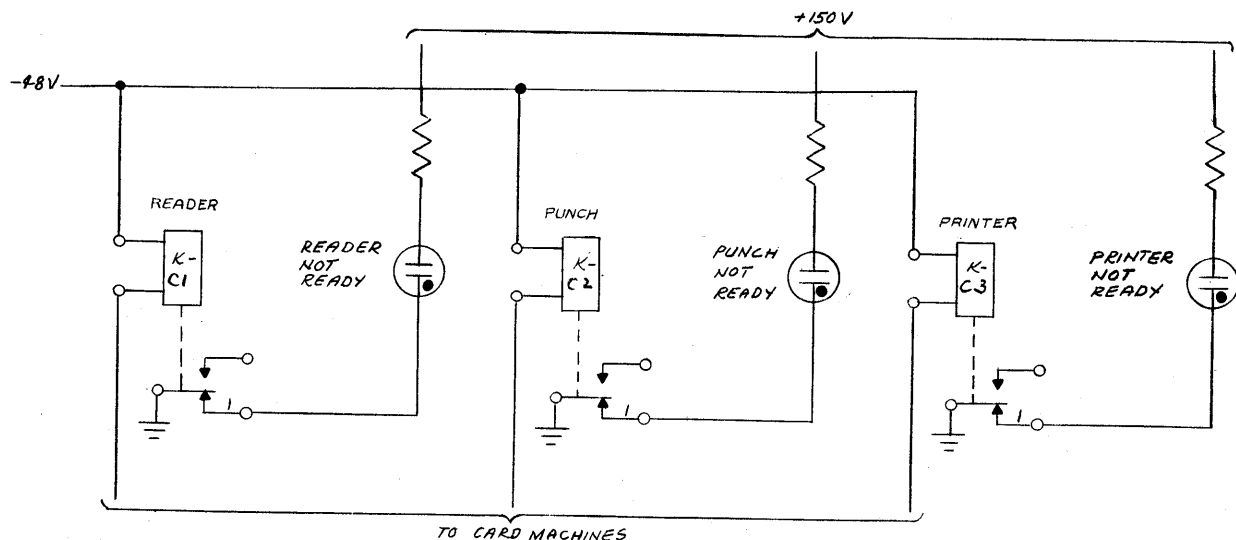 +150V
-48V
READER
K-
C1
READER
NOT
READY
1
PUNCH
K-
C2
PUNCH
NOT
READY
1
PRINTER
K-
C3
PRINTER
NOT
READY
1
TO CARD MACHINES